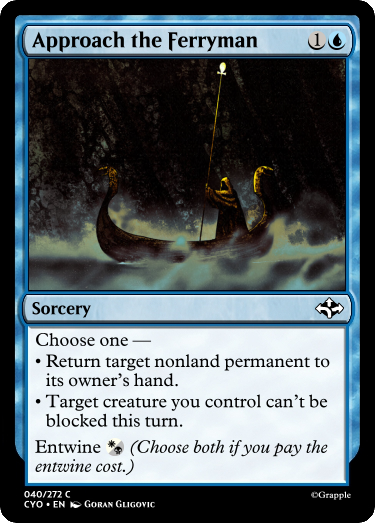 Approach the Ferryman 1
Sorcery
Choose one —
• Return target nonland permanent to
its owner's hand.
• Target creature you control can't be
blocked this turn.
Entwine (Choose both if you pay the
entwine cost.)
040/272 C
CYO • EN Goran Gligovic
©Grapple